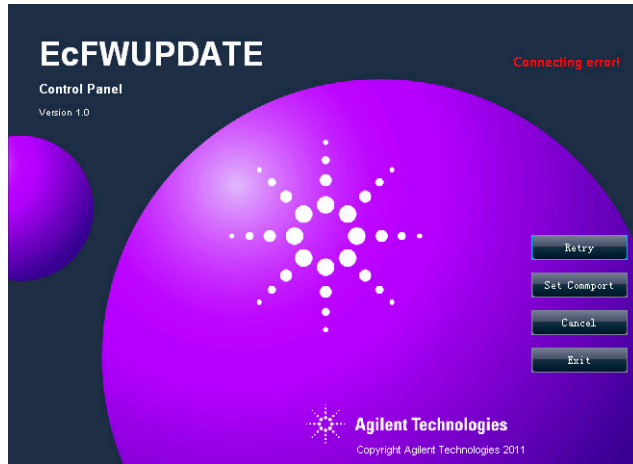 EcFWUPDATE
Connecting error!
Control Panel
Version 1.0
Retry
Set Commport
Cancel
Exit
Agilent Technologies
Copyright Agilent Technologies 2011